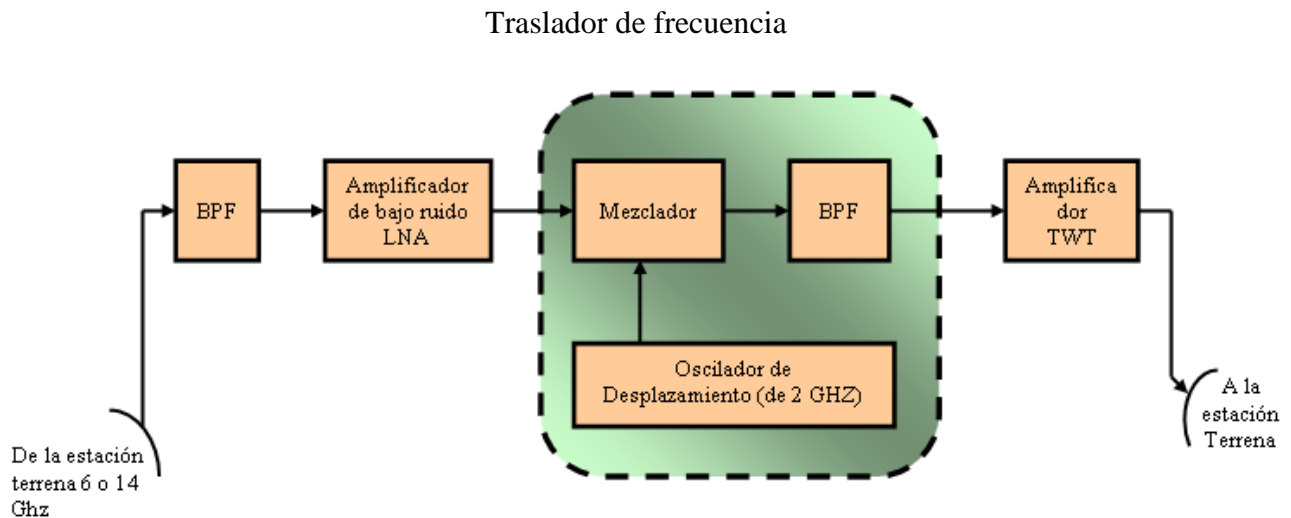 Traslador de frecuencia
BPF
Amplificador
de bajo ruido
LNA
Mezclador
BPF
Amplifica
dor
TWT
Oscilador de
Desplazamiento (de 2 GHZ)
De la estación
terrena 6 o 14
Ghz
A la
estación
Terrena